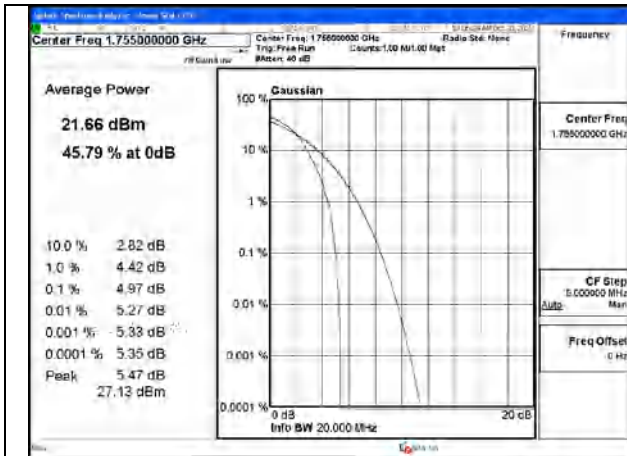 Center Freq 1.755000000 GHz
Center Freq: 1.755000000 GHz
Radio Std: None
Trig: Free Run
Counts: 1.00 M/1.00 Mpt
#Atten: 40 dB
Frequency
Average Power
21.66 dBm
45.79 % at 0dB
10.0 % 2.82 dB
1.0 % 4.42 dB
0.1 % 4.97 dB
0.01 % 5.27 dB
0.001 % 5.33 dB
0.0001 % 5.35 dB
Peak 5.47 dB
27.13 dBm
Gaussian
100 %
10 %
1 %
0.1 %
0.01 %
0.001 %
0.0001 %
0 dB
20 dB
Info BW 20.000 MHz
Center Freq
1.755000000 GHz
CF Step
5.000000 MHz
Auto Man
Freq Offset
0 Hz